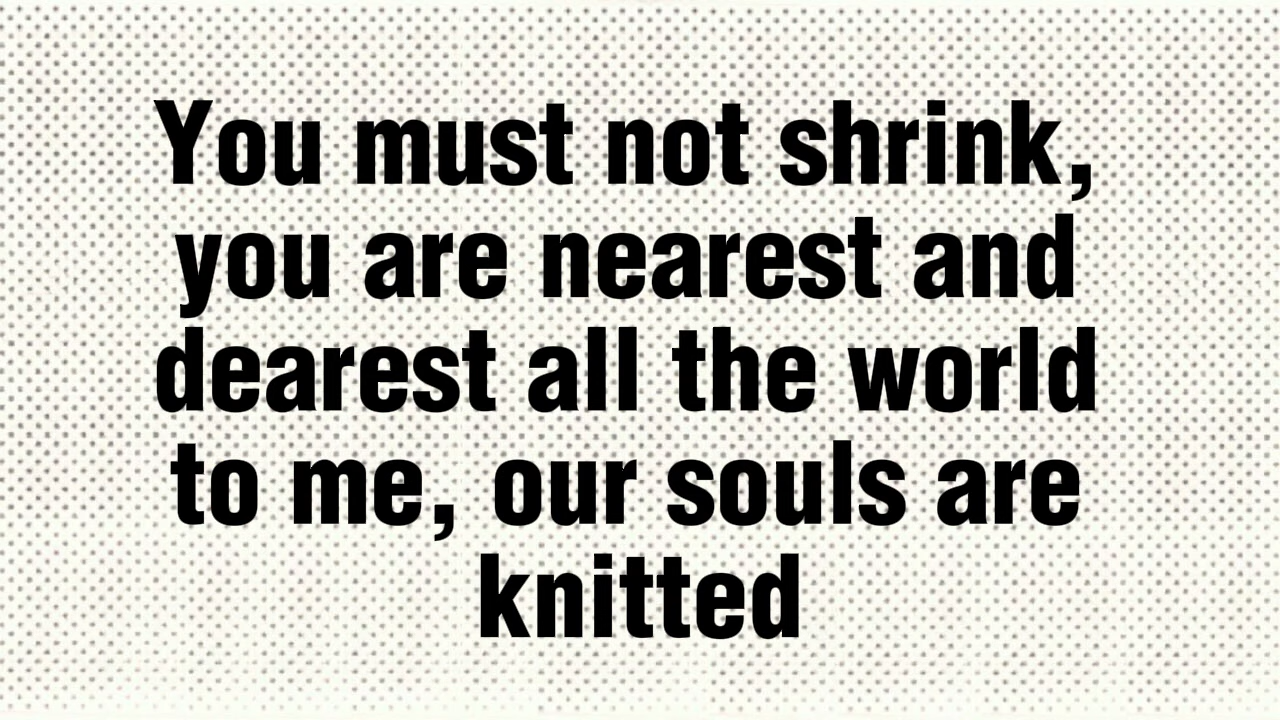 You must not shrink,
you are nearest and
dearest all the world
to me, our souls are
knitted